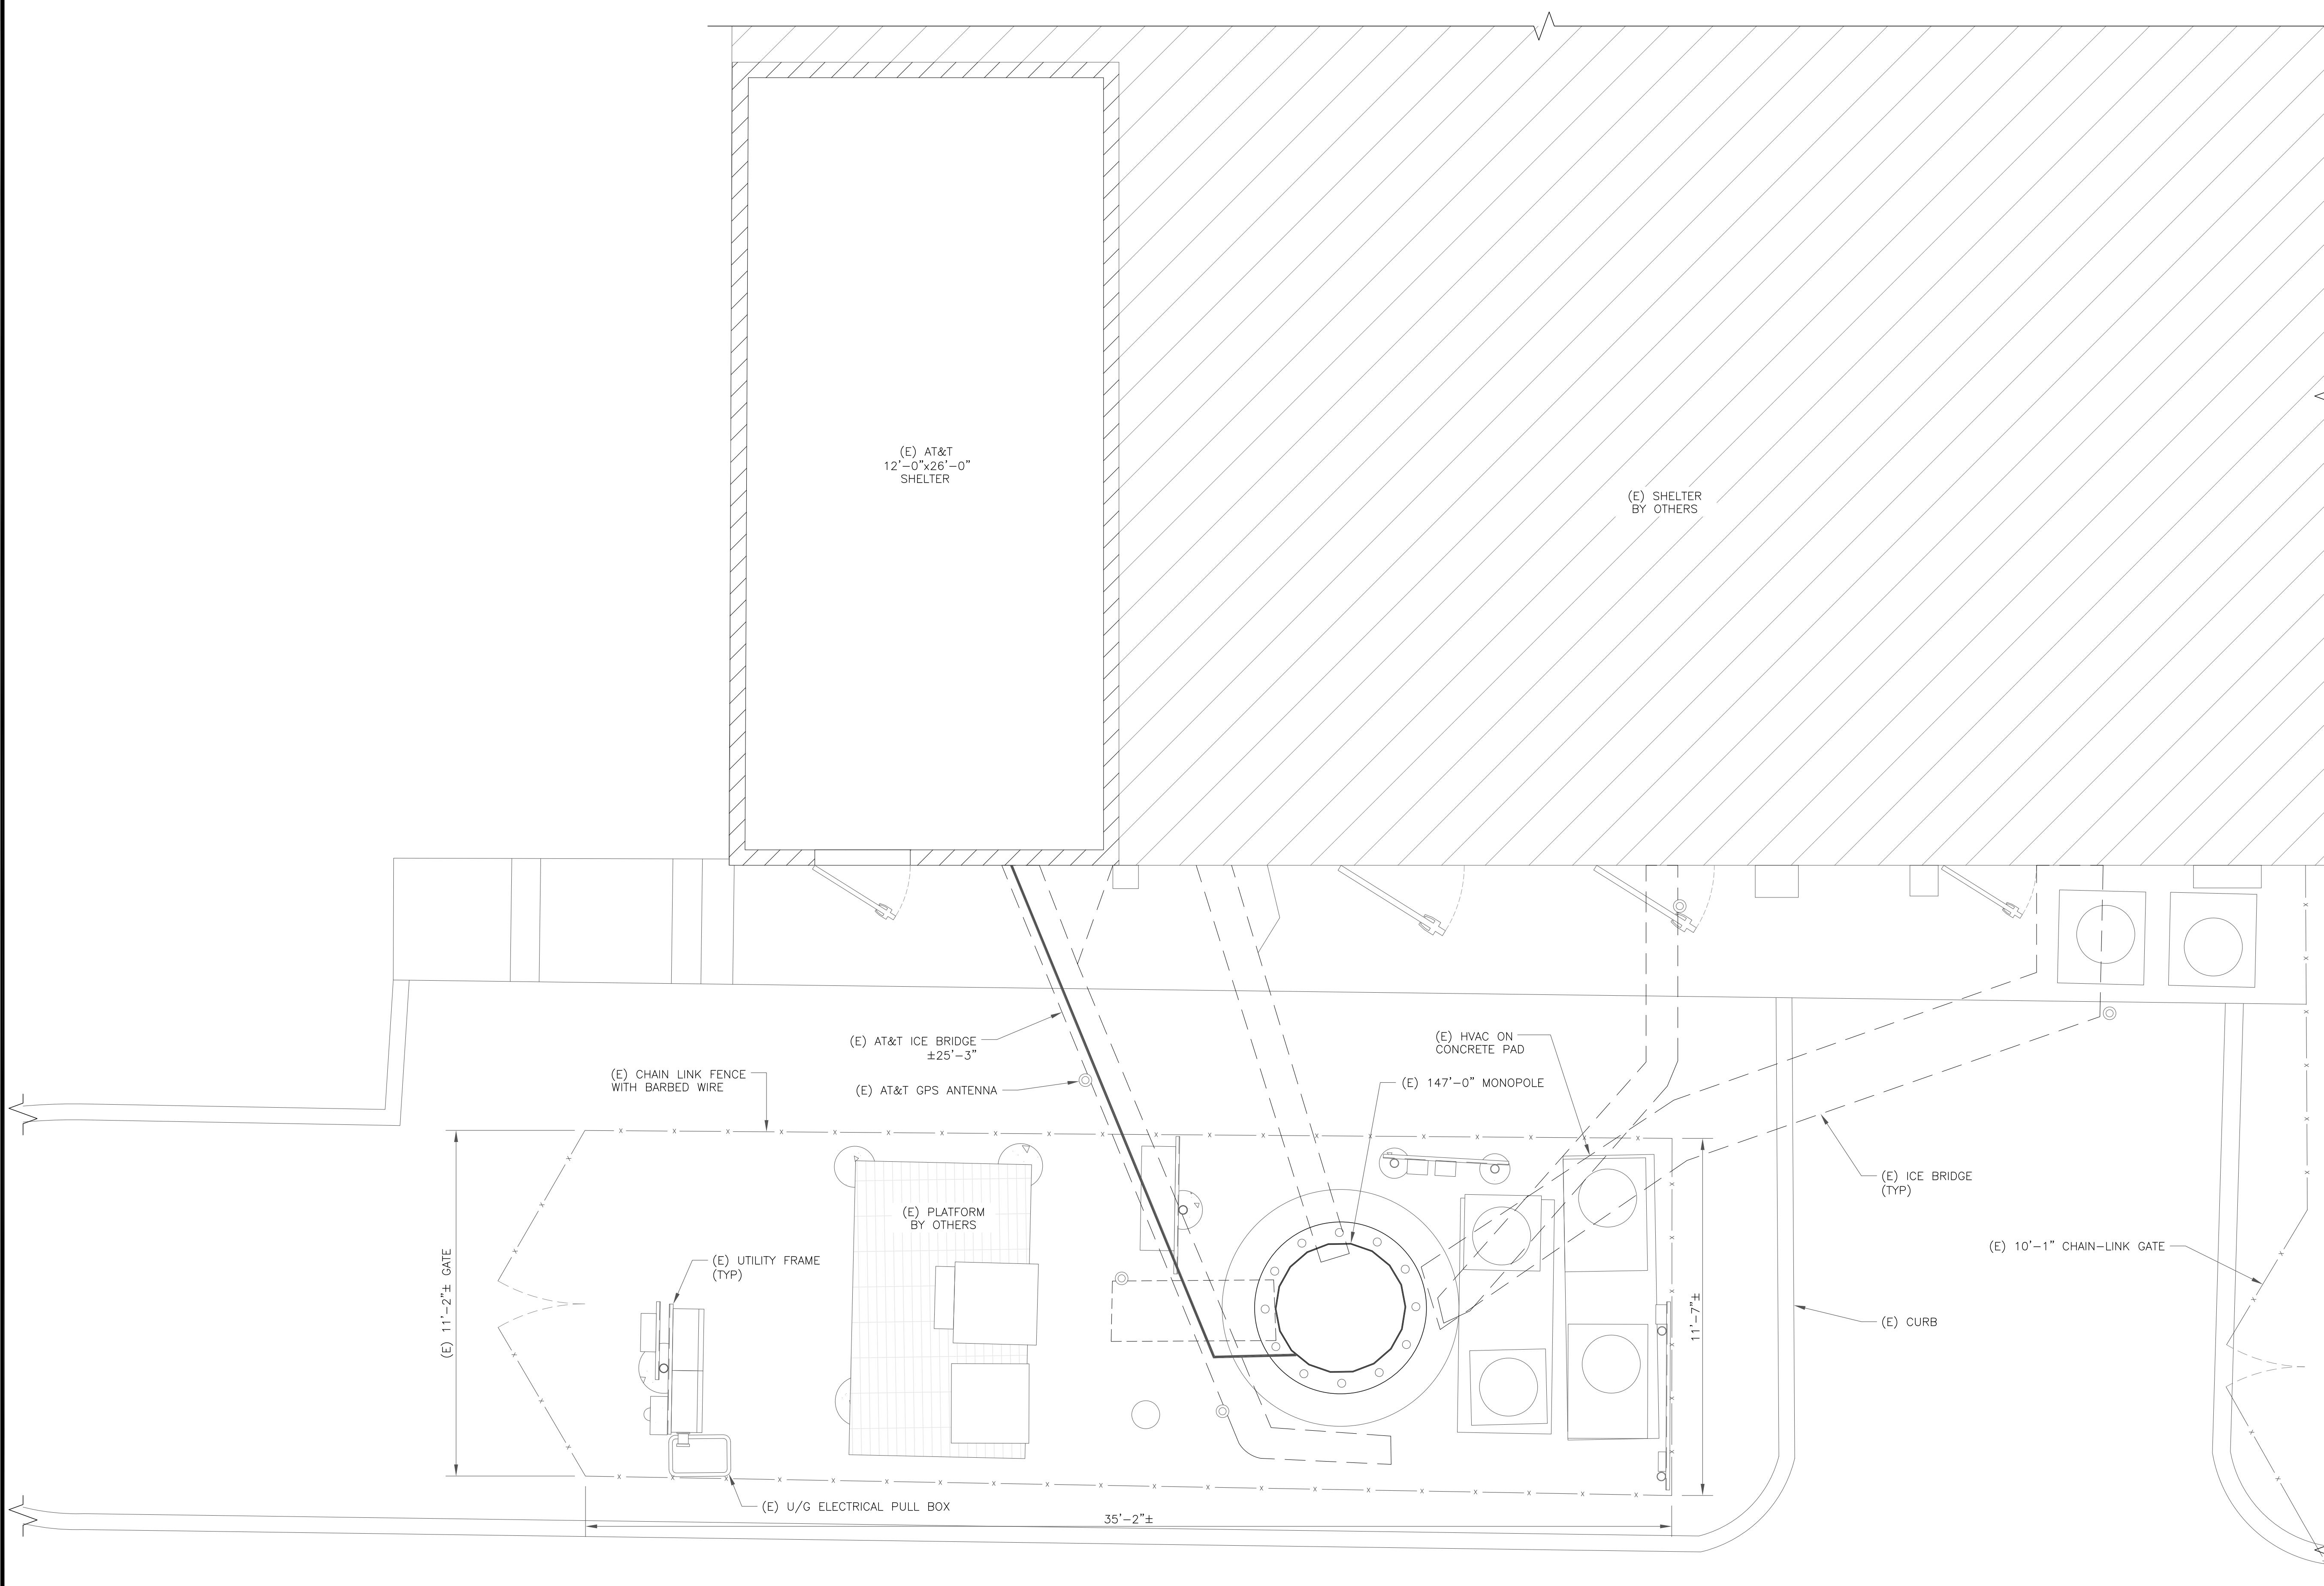 (E) AT&T
12'-0"x26'-0"
SHELTER
(E) SHELTER
BY OTHERS
(E) AT&T ICE BRIDGE
±25'-3"
(E) HVAC ON
CONCRETE PAD
(E) CHAIN LINK FENCE
WITH BARBED WIRE
(E) AT&T GPS ANTENNA
(E) 147'-0" MONOPOLE
(E) ICE BRIDGE
(TYP)
(E) PLATFORM
BY OTHERS
(E) UTILITY FRAME
(TYP)
(E) 11'-2"± GATE
(E) 10'-1" CHAIN-LINK GATE
11'-7"±
(E) CURB
(E) U/G ELECTRICAL PULL BOX
35'-2"±